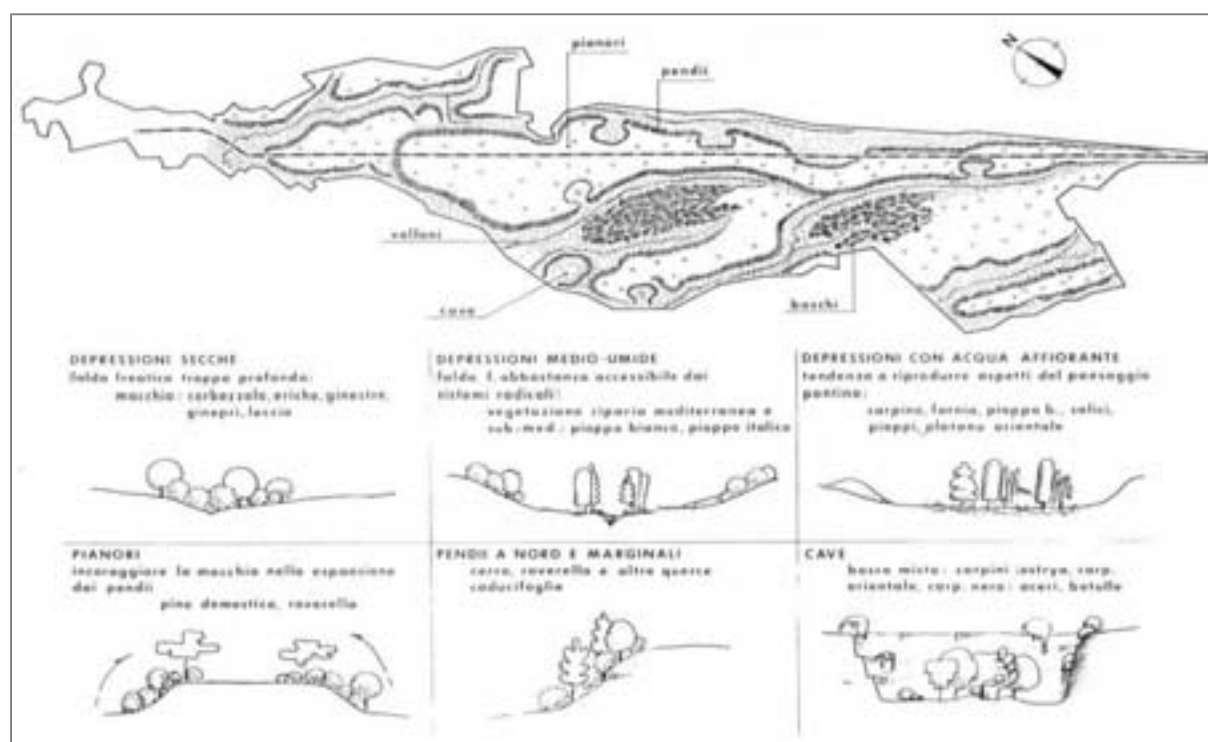 N
pianori
pendii
valloni
cava
boschi
DEPRESSIONI SECCHE
falda freatica troppo profonda:
macchia: corbezzolo, eriche, ginestre,
ginepri, leccio
DEPRESSIONI MEDIO-UMIDE
falda f. abbastanza accessibile dai
sistemi radicali:
vegetazione riparia mediterranea e
sub-med.: pioppo bianco, pioppo italico
DEPRESSIONI CON ACQUA AFFIORANTE
tendenza a riprodurre aspetti del paesaggio
pontino:
carpino, farnia, pioppo b., salici,
pioppi, platano orientale
PIANORI
incoraggiare la macchia nella espansione
dai pendii
pino domestico, roverella
PENDII A NORD E MARGINALI
cerro, roverella e altre querce
caducifoglie
CAVE
bosco misto: carpini :ostrya, carp.
orientale, carp. nero: aceri, betulle